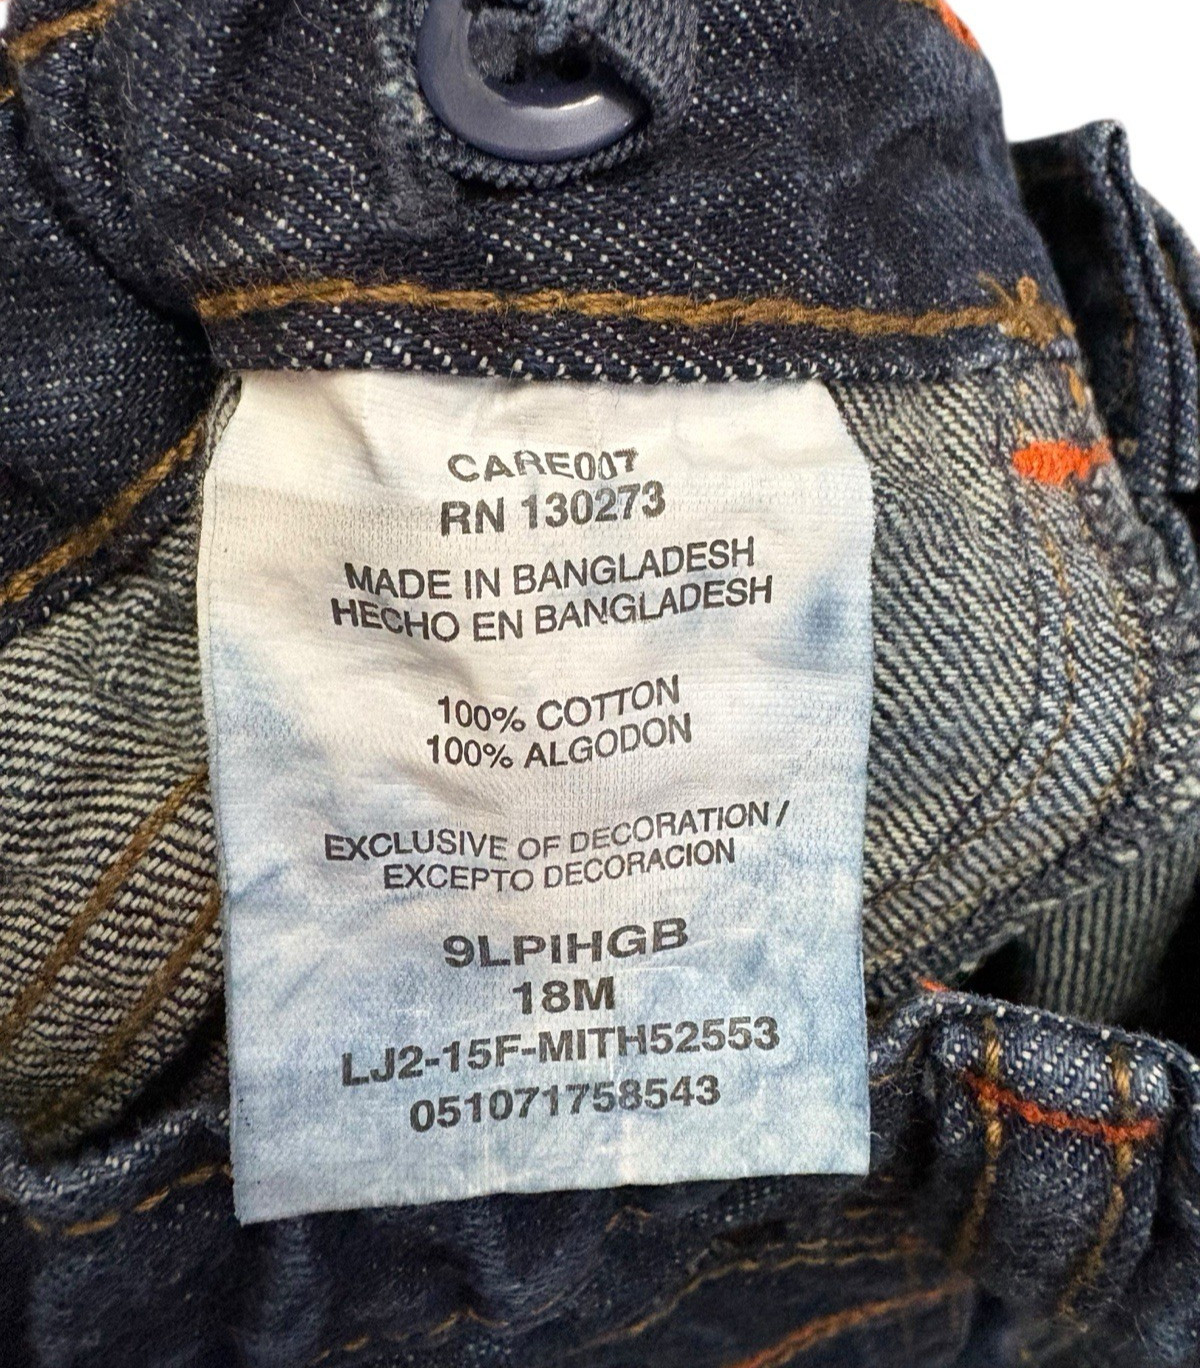 CARE007
RN 130273
MADE IN BANGLADESH
HECHO EN BANGLADESH
100% COTTON
100% ALGODON
EXCLUSIVE OF DECORATION /
EXCEPTO DECORACION
9LPIHGB
18M
LJ2-15F-MITH52553
051071758543